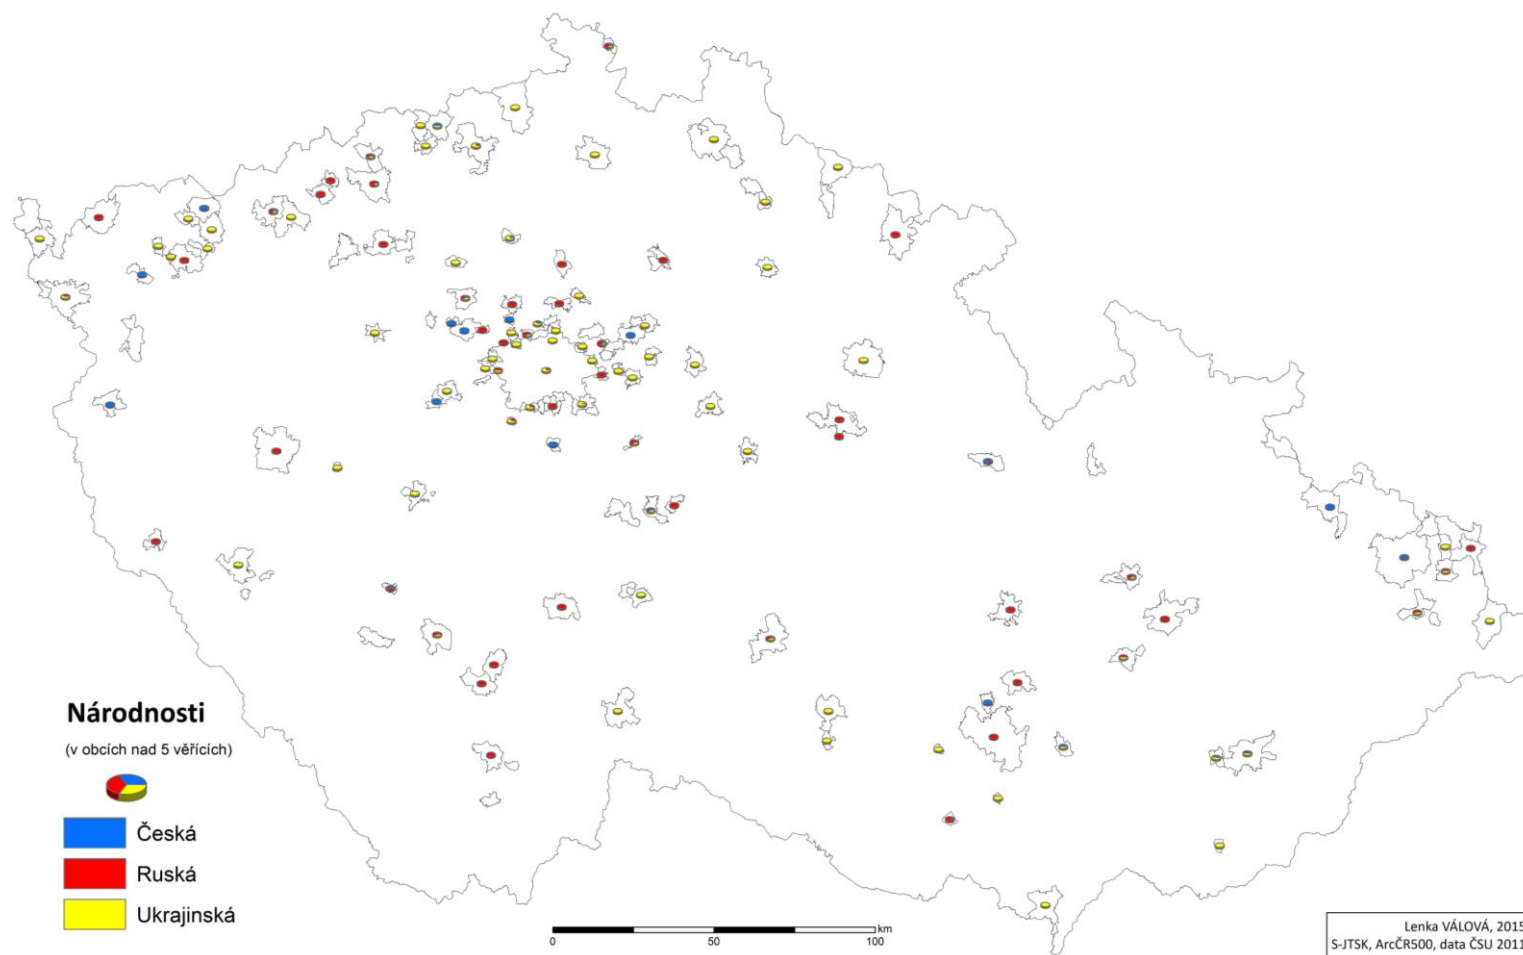 Národnosti
(v obcích nad 5 věřících)
Česká
Ruská
Ukrajinská
km
0 50 100
Lenka VÁLOVÁ, 2015
S-JTSK, ArcČR500, data ČSU 2011